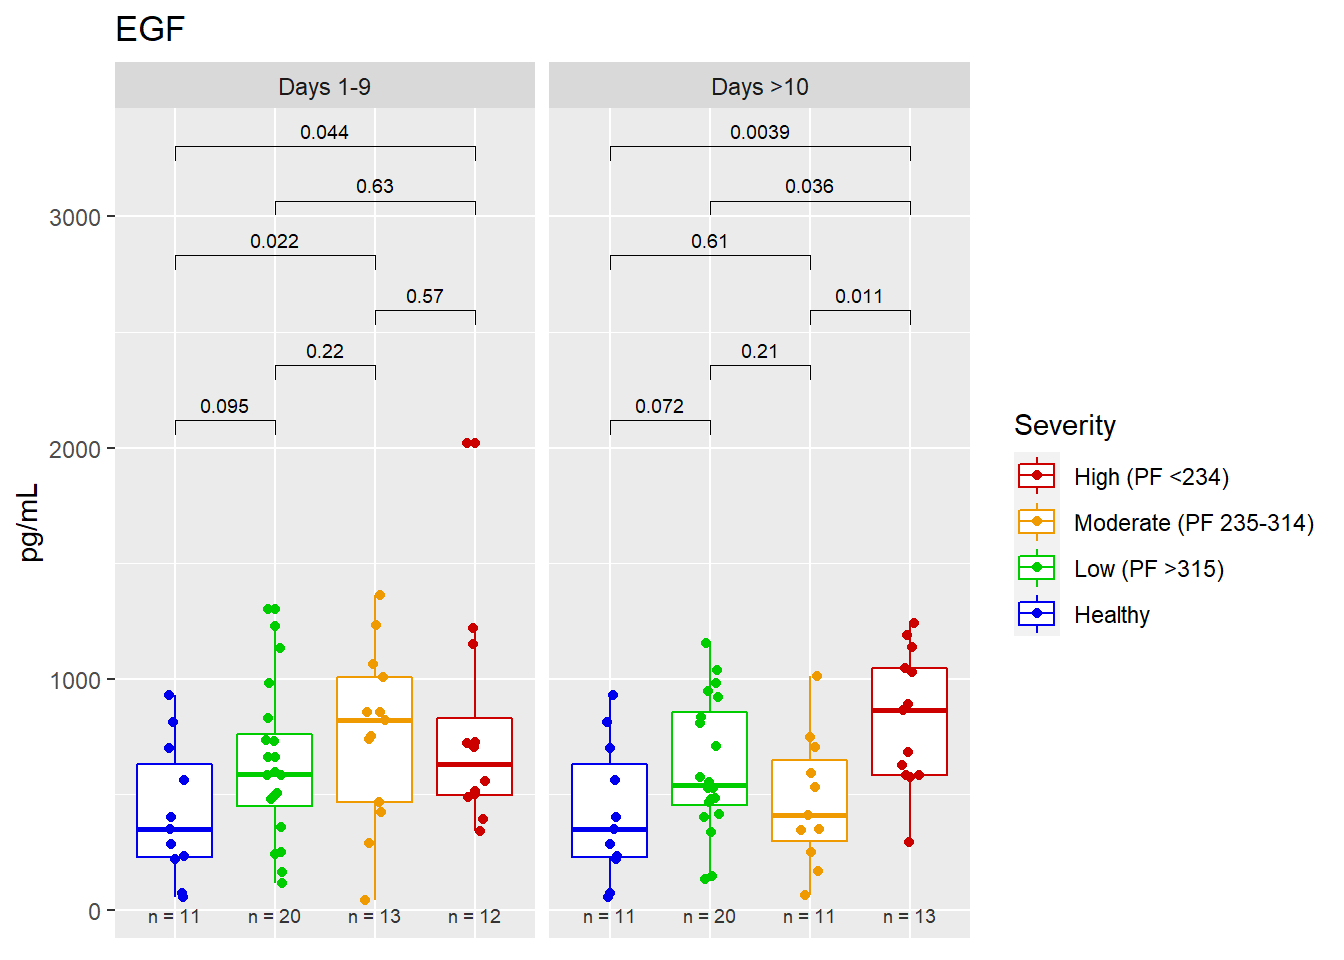 EGF
Days 1-9
Days >10
0.044
0.0039
0.63
0.036
3000
0.022
0.61
0.57
0.011
0.22
0.21
0.095
0.072
2000
1000
0
pg/mL
n = 11
n = 20
n = 13
n = 12
n = 11
n = 20
n = 11
n = 13
Severity
High (PF <234)
Moderate (PF 235-314)
Low (PF >315)
Healthy